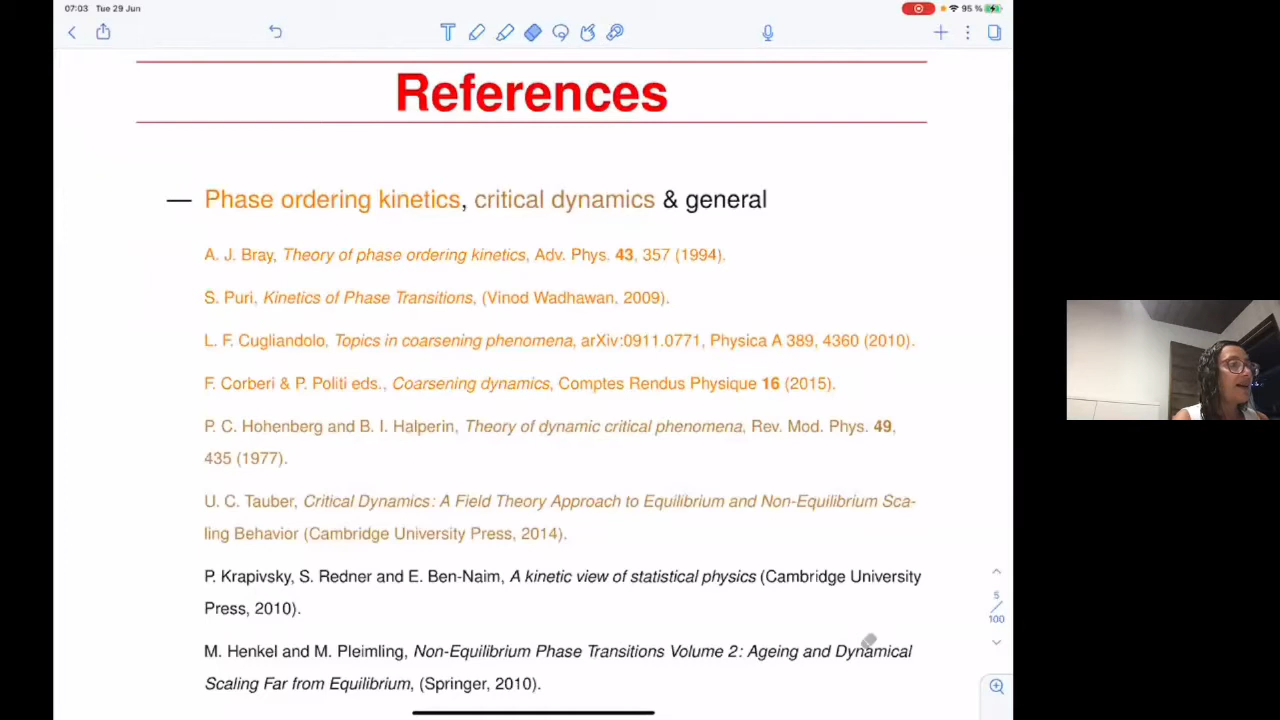 07:03 Tue 29 Jun 95 %
References
— Phase ordering kinetics, critical dynamics & general
A. J. Bray, Theory of phase ordering kinetics, Adv. Phys. 43, 357 (1994).
S. Puri, Kinetics of Phase Transitions, (Vinod Wadhawan, 2009).
L. F. Cugliandolo, Topics in coarsening phenomena, arXiv:0911.0771, Physica A 389, 4360 (2010).
F. Corberi & P. Politi eds., Coarsening dynamics, Comptes Rendus Physique 16 (2015).
P. C. Hohenberg and B. I. Halperin, Theory of dynamic critical phenomena, Rev. Mod. Phys. 49,
435 (1977).
U. C. Tauber, Critical Dynamics: A Field Theory Approach to Equilibrium and Non-Equilibrium Sca-
ling Behavior (Cambridge University Press, 2014).
P. Krapivsky, S. Redner and E. Ben-Naim, A kinetic view of statistical physics (Cambridge University
Press, 2010).
M. Henkel and M. Pleimling, Non-Equilibrium Phase Transitions Volume 2: Ageing and Dynamical
Scaling Far from Equilibrium, (Springer, 2010).
5
/
100